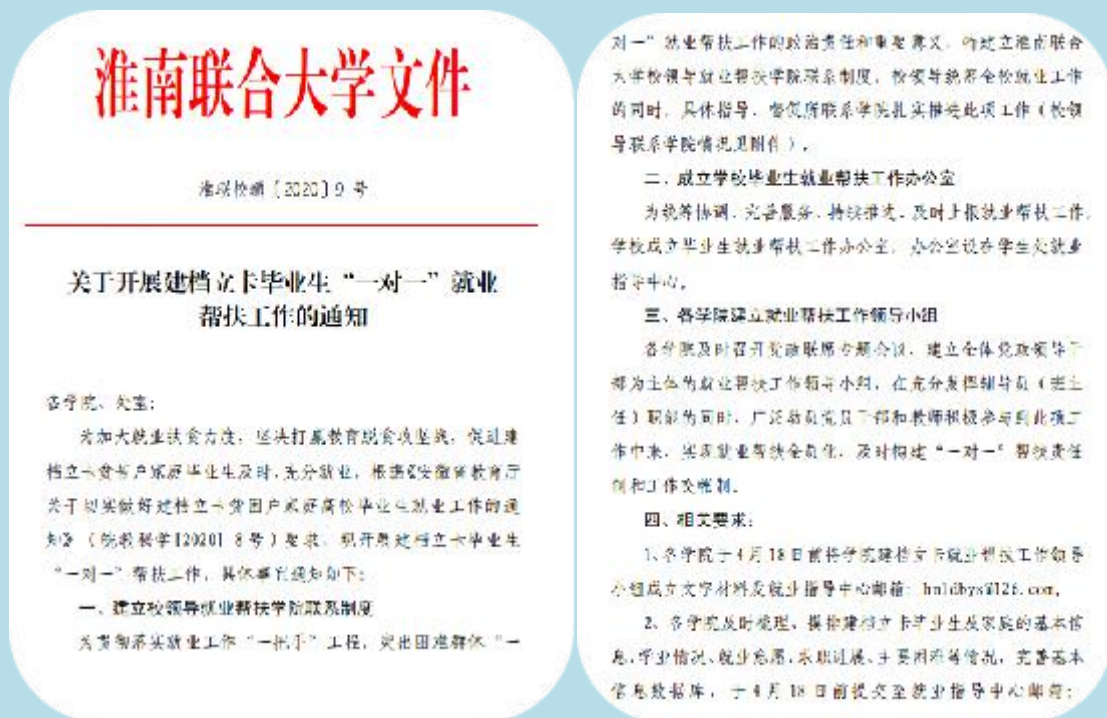 淮南联合大学文件
淮联校颁〔2020〕9 号
关于开展建档立卡毕业生“一对一”就业
帮扶工作的通知
各学院、处室：
为加大就业扶贫力度，坚决打赢教育脱贫攻坚战，促进建
档立卡贫困户家庭毕业生及时、充分就业，根据《安徽省教育厅
关于切实做好建档立卡贫困户家庭高校毕业生就业工作的通
知》（皖教秘学[2020] 8 号）要求，现开展建档立卡毕业生
“一对一”帮扶工作，具体事宜通知如下：
一、建立校领导就业帮扶学院联系制度
为贯彻落实就业工作“一把手”工程，突出困难群体“一
对一”就业帮扶工作的政治责任和重要意义，特建立淮南联合
大学校领导就业帮扶学院联系制度，校领导统筹全校就业工作
的同时，具体指导、督促所联系学院扎实推进此项工作（校领
导联系学院情况见附件）。
二、成立学校毕业生就业帮扶工作办公室
为统筹协调、完善服务、持续推进、及时上报就业帮扶工作，
学校成立毕业生就业帮扶工作办公室，办公室设在学生处就业
指导中心。
三、各学院建立就业帮扶工作领导小组
各学院及时召开党政联席专题会议，建立全体党政领导干
部为主体的就业帮扶工作领导小组，在充分发挥辅导员（班主
任）职能的同时，广泛动员党员干部和教师积极参与到此项工
作中来，实现就业帮扶全员化，及时构建“一对一”帮扶责任
制和工作反馈制。
四、相关要求：
1、各学院于 4 月 18 日前将学院建档立卡就业帮扶工作领导
小组成立文字材料发就业指导中心邮箱：hnldbys@126.com。
2、各学院及时梳理、摸排建档立卡毕业生及家庭的基本信
息、学业情况、就业意愿、求职进展、主要困难等情况，完善基本
信息数据库，于 4 月 18 日前提交至就业指导中心邮箱：